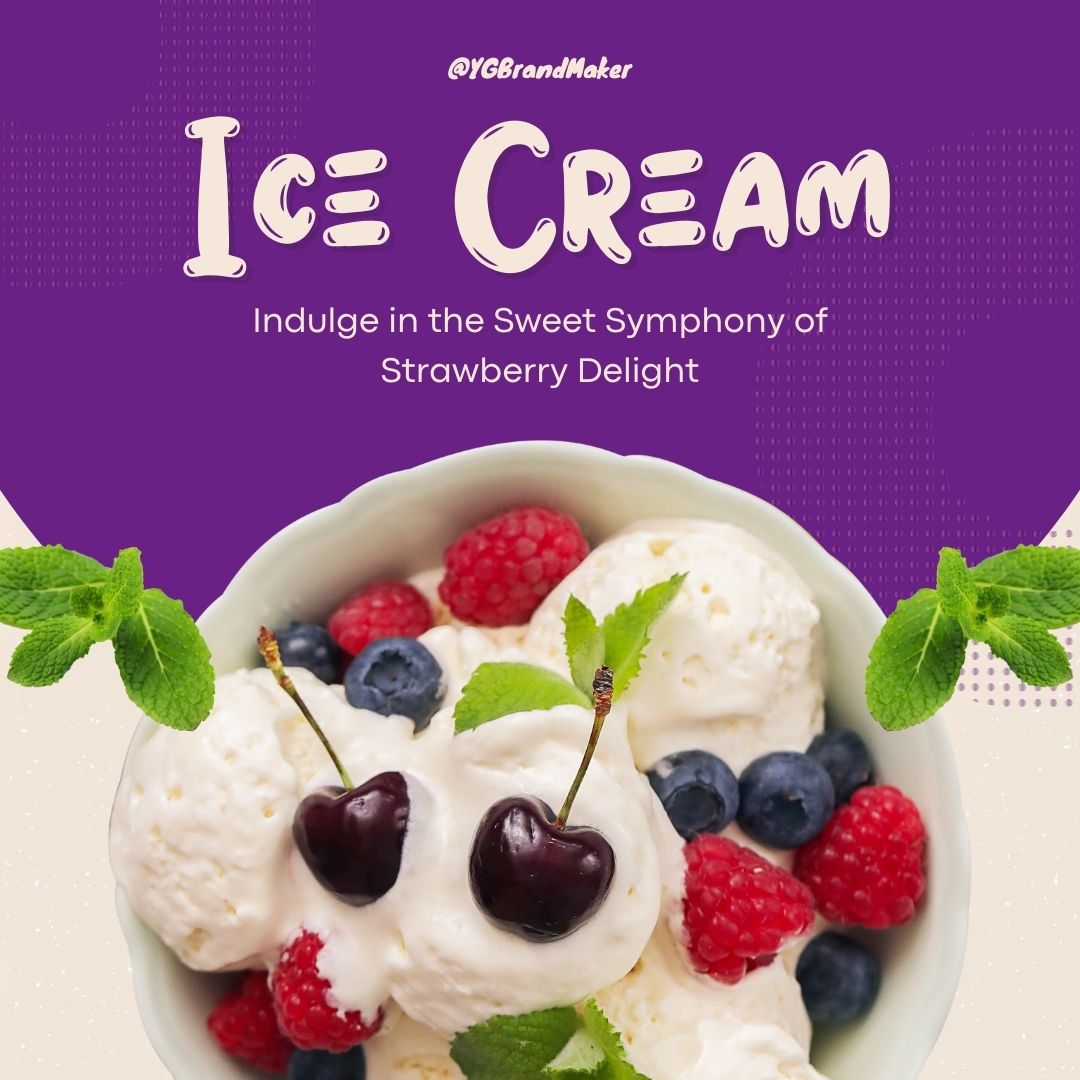 @YGBrandMaker
Ice Cream
Indulge in the Sweet Symphony of
Strawberry Delight